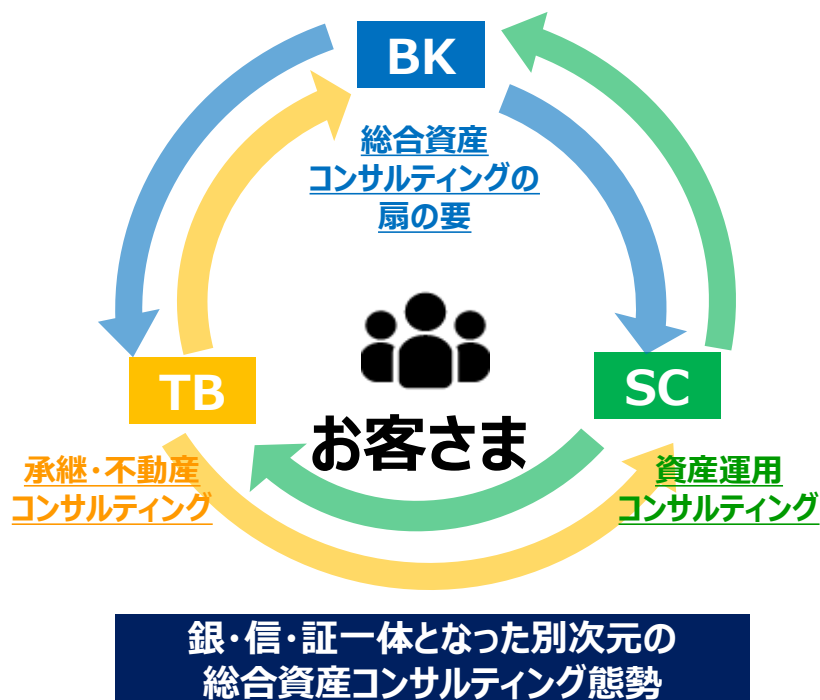 BK
総合資産
コンサルティングの
扇の要
TB
SC
お客さま
承継・不動産
コンサルティング
資産運用
コンサルティング
銀・信・証一体となった別次元の
総合資産コンサルティング態勢